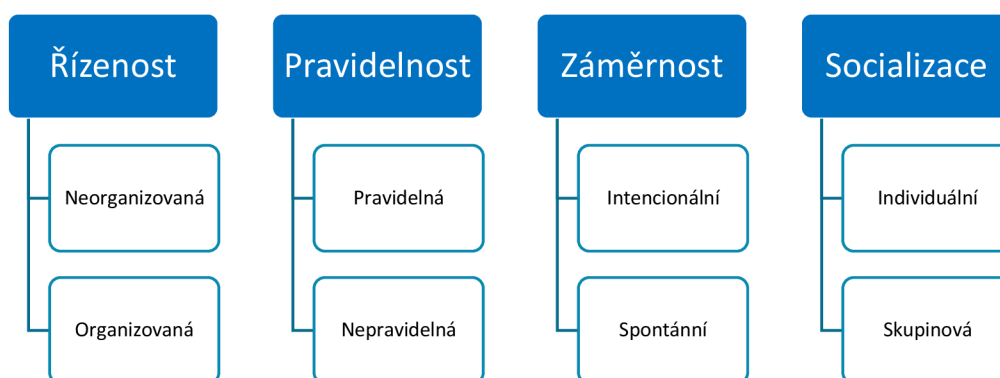 Řízenost
Neorganizovaná
Organizovaná
Pravidelnost
Pravidelná
Nepravidelná
Záměrnost
Intencionální
Spontánní
Socializace
Individuální
Skupinová